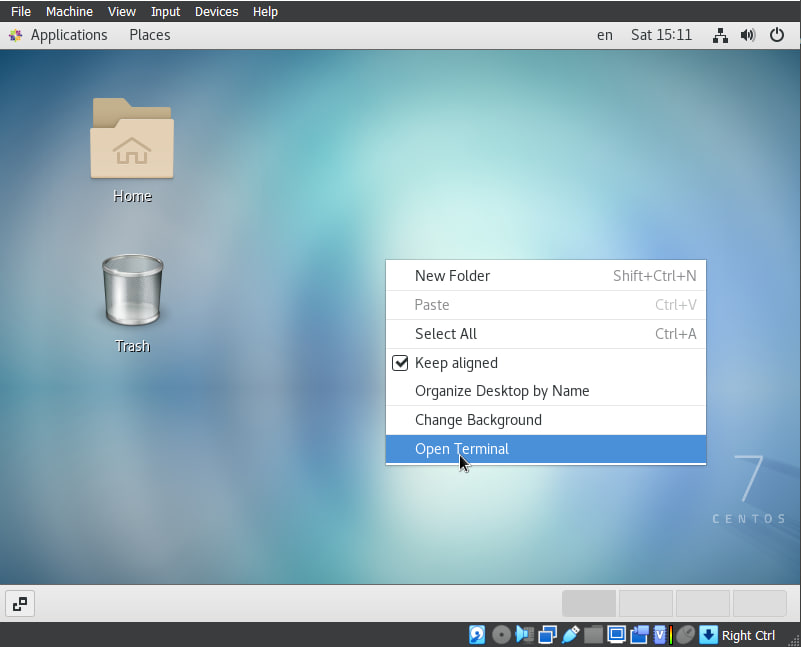 File Machine View Input Devices Help
Applications Places en Sat 15:11
Home
Trash
New Folder Shift+Ctrl+N
Paste Ctrl+V
Select All Ctrl+A
Keep aligned
Organize Desktop by Name
Change Background
Open Terminal
7
CENTOS
Right Ctrl